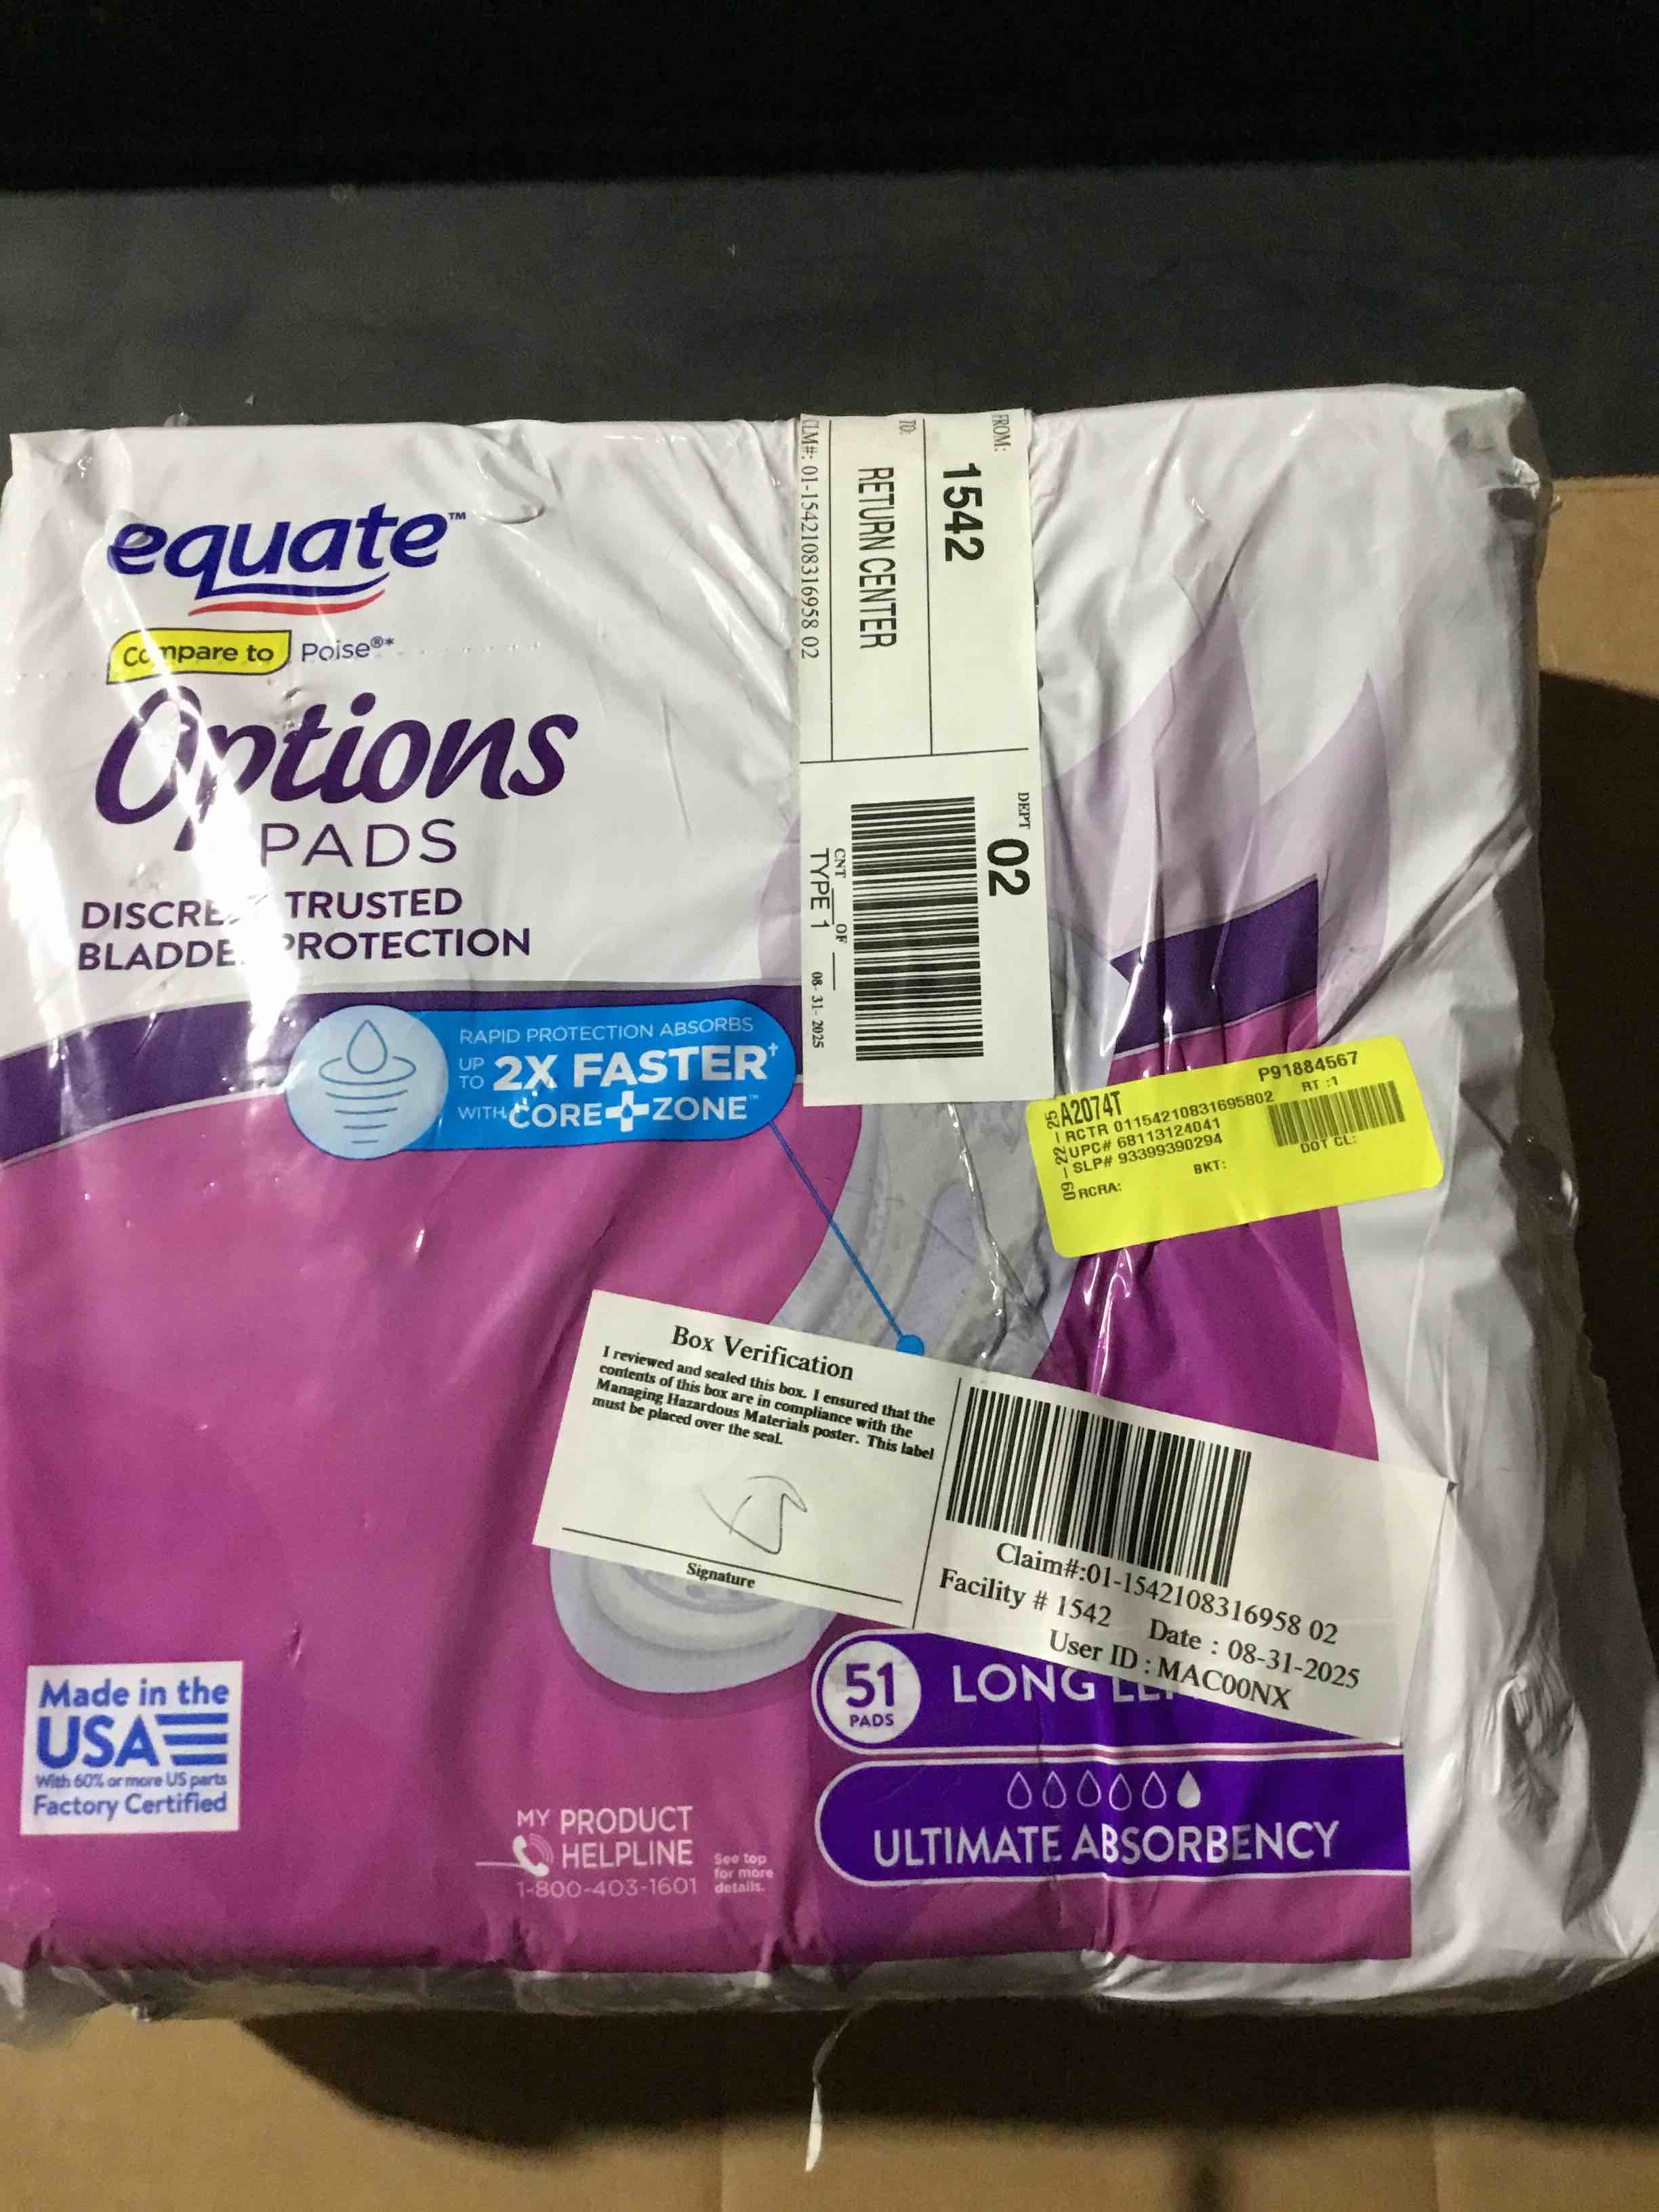 equate™
Compare to Poise®*
Options
PADS
TRUSTED
PROTECTION
RAPID PROTECTION ABSORBS
UP TO 2X FASTER†
WITH CORE ZONE™
FROM:
1542
TO:
RETURN CENTER
CLM#: 01-1542108316958 02
DEPT 02
CNT ___ OF ___
TYPE 1 08-31-2025
P91884567
A2074T RT :1
RCTR 01154210831695802
UPC# 68113124041
SLP# 93399390294
DOT CL:
BKT:
RCRA:
09-22-25
Box Verification
I reviewed and sealed this box. I ensured that the
contents of this box are in compliance with the
Managing Hazardous Materials poster. This label
must be placed over the seal.
Signature
Claim#:01-1542108316958 02
Facility # 1542 Date : 08-31-2025
User ID : MAC00NX
51
PADS
LONG
ULTIMATE ABSORBENCY
Made in the
USA
With 60% or more US parts
Factory Certified
MY PRODUCT
HELPLINE
1-800-403-1601
See top
for more
details.